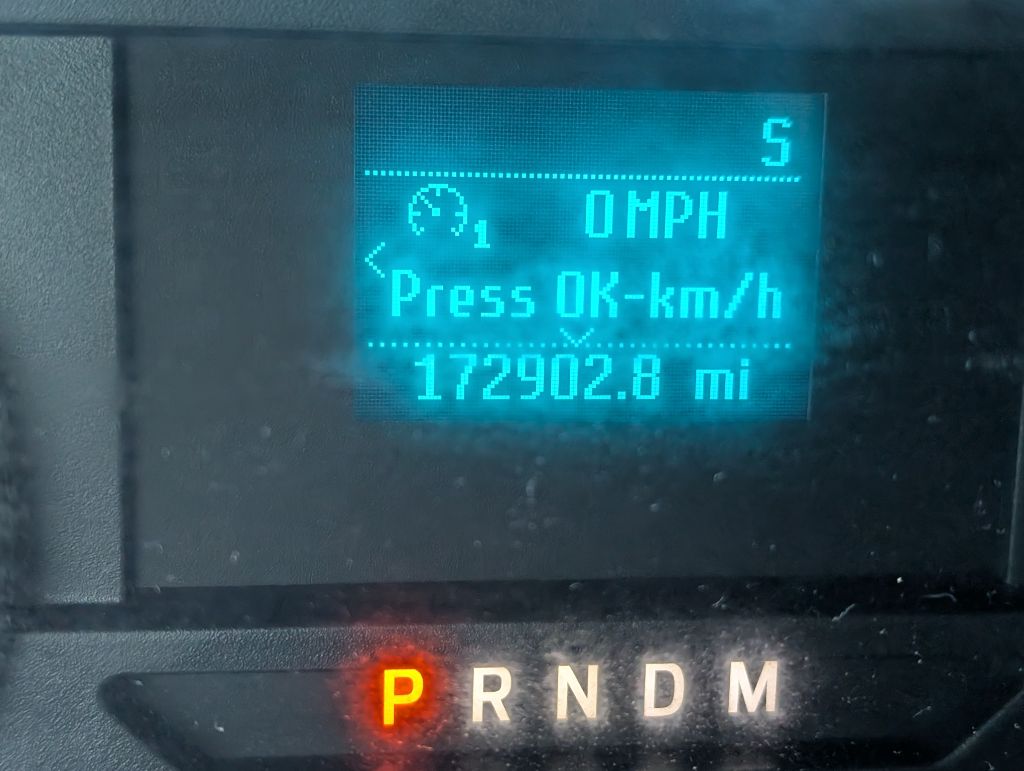 S
1 0 MPH
Press OK-km/h
172902.8 mi
P R N D M